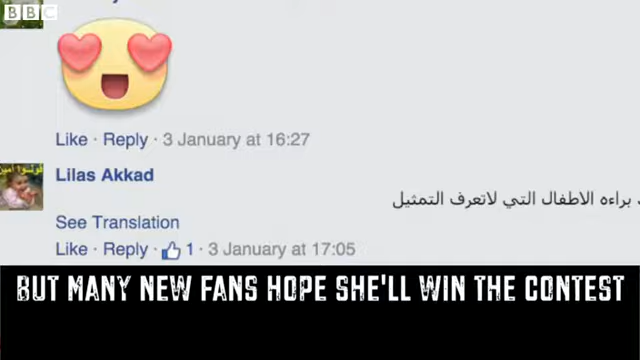 BBC
Like · Reply · 3 January at 16:27
Lilas Akkad
براءه الاطفال التي لاتعرف التمثيل
See Translation
Like · Reply · 1 · 3 January at 17:05
BUT MANY NEW FANS HOPE SHE'LL WIN THE CONTEST